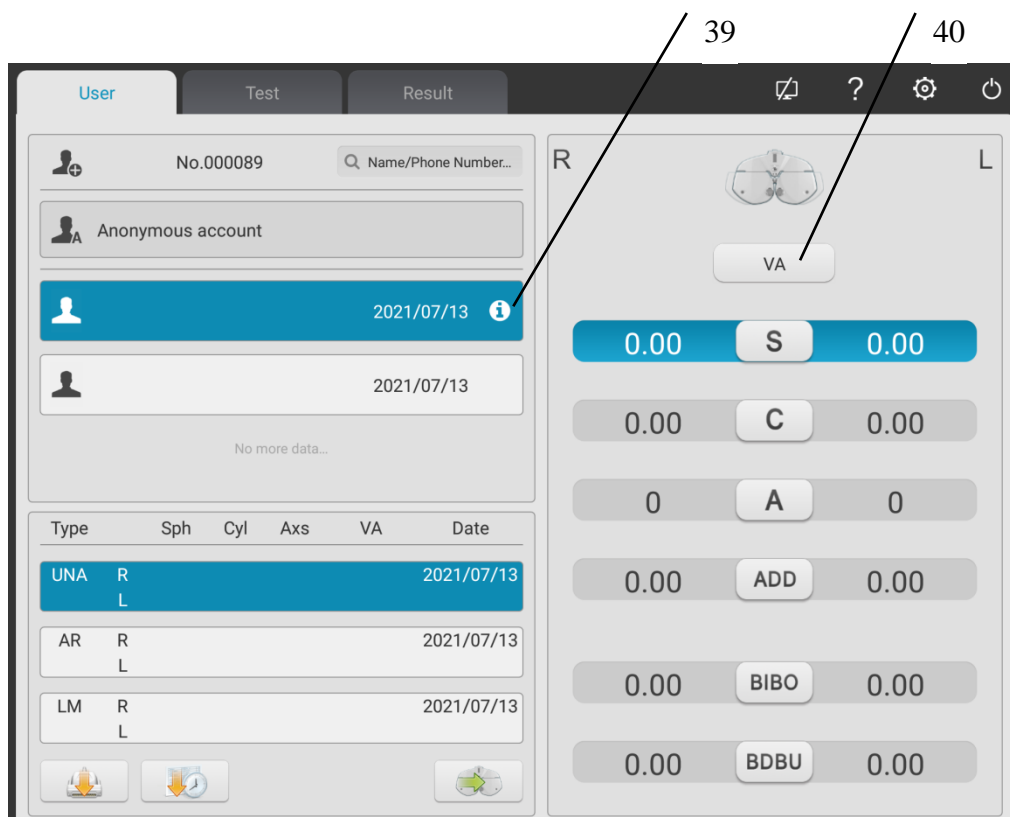 39 40
User Test Result ?
No.000089 Name/Phone Number...
A Anonymous account
2021/07/13 i
2021/07/13
No more data...
Type Sph Cyl Axs VA Date
UNA R 2021/07/13
L
AR R 2021/07/13
L
LM R 2021/07/13
L
R L
VA
0.00 S 0.00
0.00 C 0.00
0 A 0
0.00 ADD 0.00
0.00 BIBO 0.00
0.00 BDBU 0.00